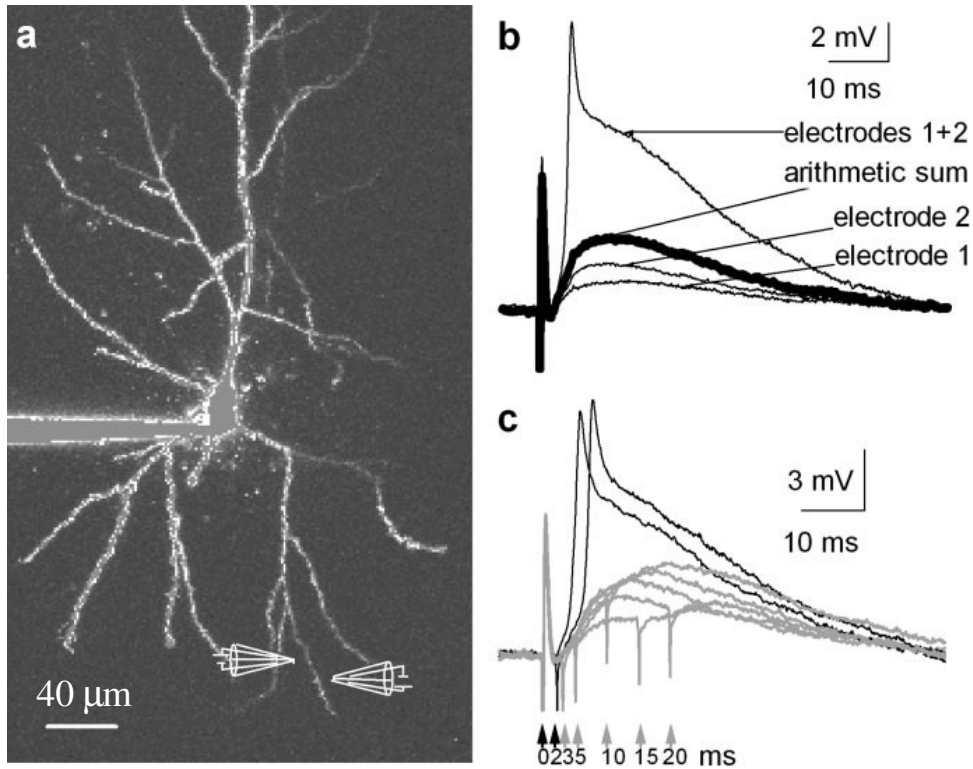 a
40 µm
b
2 mV
10 ms
electrodes 1+2
arithmetic sum
electrode 2
electrode 1
c
3 mV
10 ms
0 2 3 5 10 15 20 ms